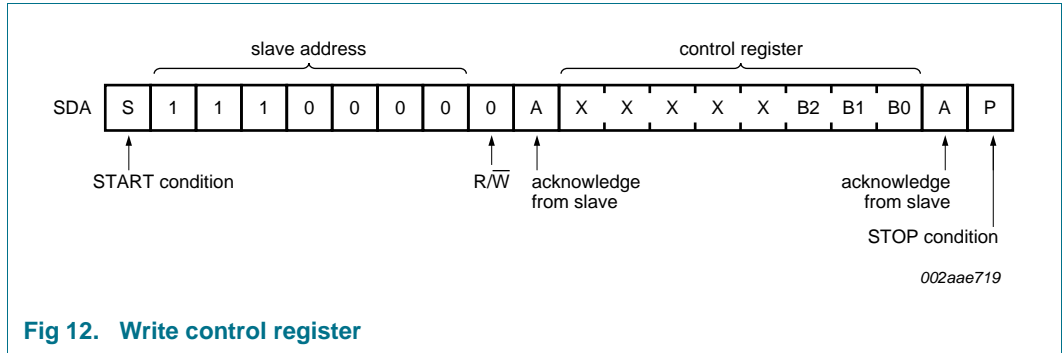 slave address control register
SDA S 1 1 1 0 0 0 0 0 A X X X X X B2 B1 B0 A P
START condition R/W̅ acknowledge from slave acknowledge from slave
STOP condition
002aae719
Fig 12. Write control register